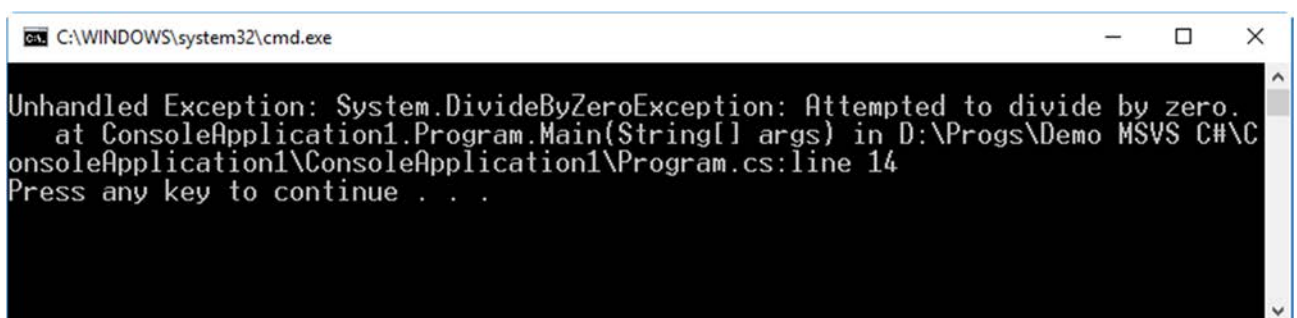 C:\WINDOWS\system32\cmd.exe
Unhandled Exception: System.DivideByZeroException: Attempted to divide by zero.
   at ConsoleApplication1.Program.Main(String[] args) in D:\Progs\Demo MSVS C#\C
onsoleApplication1\ConsoleApplication1\Program.cs:line 14
Press any key to continue . . .